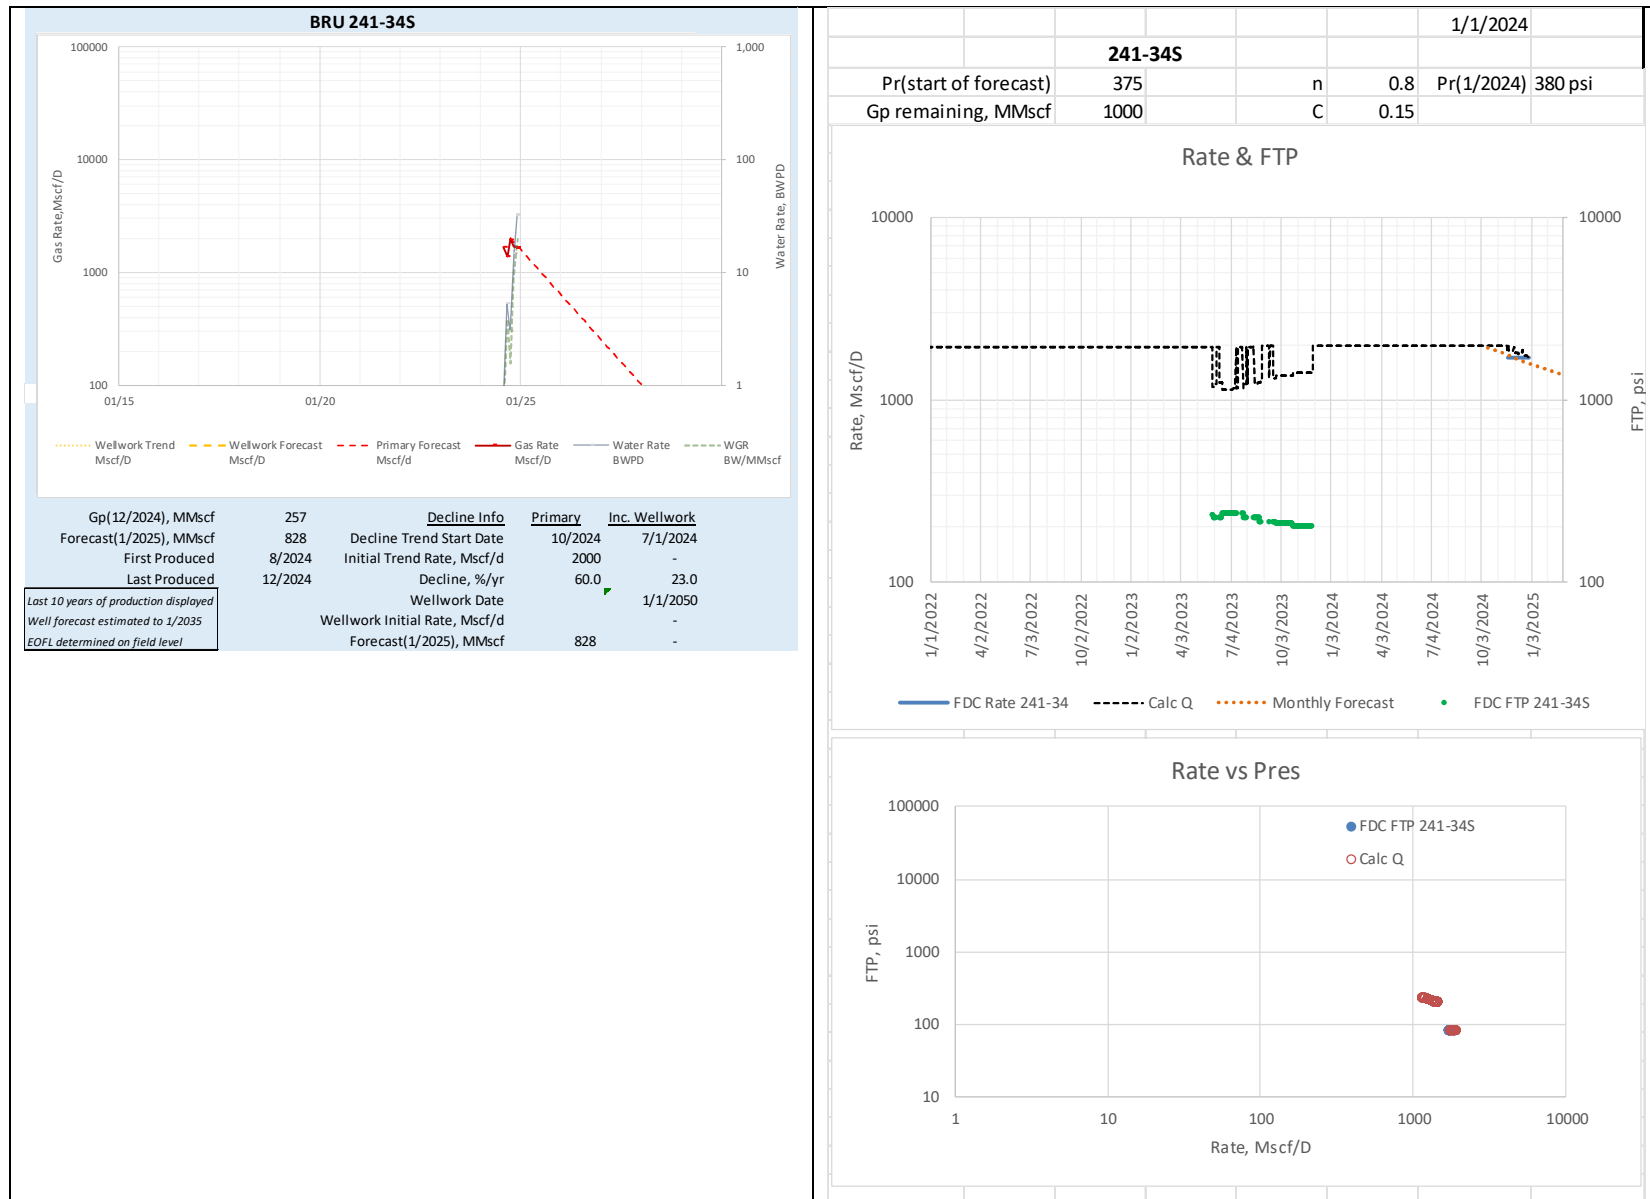 BRU 241-34S
100000
10000
1000
100
1,000
100
10
1
Gas Rate,Mscf/D
Water Rate, BWPD
01/15
01/20
01/25
Wellwork Trend Mscf/D
Wellwork Forecast Mscf/D
Primary Forecast Mscf/d
Gas Rate Mscf/D
Water Rate BWPD
WGR BW/MMscf
Gp(12/2024), MMscf 257 Decline Info Primary Inc. Wellwork
Forecast(1/2025), MMscf 828 Decline Trend Start Date 10/2024 7/1/2024
First Produced 8/2024 Initial Trend Rate, Mscf/d 2000 -
Last Produced 12/2024 Decline, %/yr 60.0 23.0
Last 10 years of production displayed Wellwork Date 1/1/2050
Well forecast estimated to 1/2035 Wellwork Initial Rate, Mscf/d -
EOFL determined on field level Forecast(1/2025), MMscf 828 -
1/1/2024
241-34S
Pr(start of forecast) 375 n 0.8 Pr(1/2024) 380 psi
Gp remaining, MMscf 1000 C 0.15
Rate & FTP
10000
1000
100
10000
1000
100
Rate, Mscf/D
FTP, psi
1/1/2022
4/2/2022
7/3/2022
10/2/2022
1/2/2023
4/3/2023
7/4/2023
10/3/2023
1/3/2024
4/3/2024
7/4/2024
10/3/2024
1/3/2025
FDC Rate 241-34
Calc Q
Monthly Forecast
FDC FTP 241-34S
Rate vs Pres
100000
10000
1000
100
10
FTP, psi
FDC FTP 241-34S
Calc Q
1
10
100
1000
10000
Rate, Mscf/D